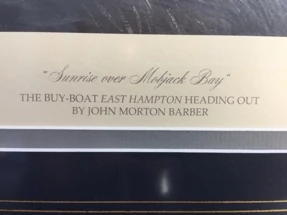 "Sunrise over Mobjack Bay"
THE BUY-BOAT EAST HAMPTON HEADING OUT
BY JOHN MORTON BARBER